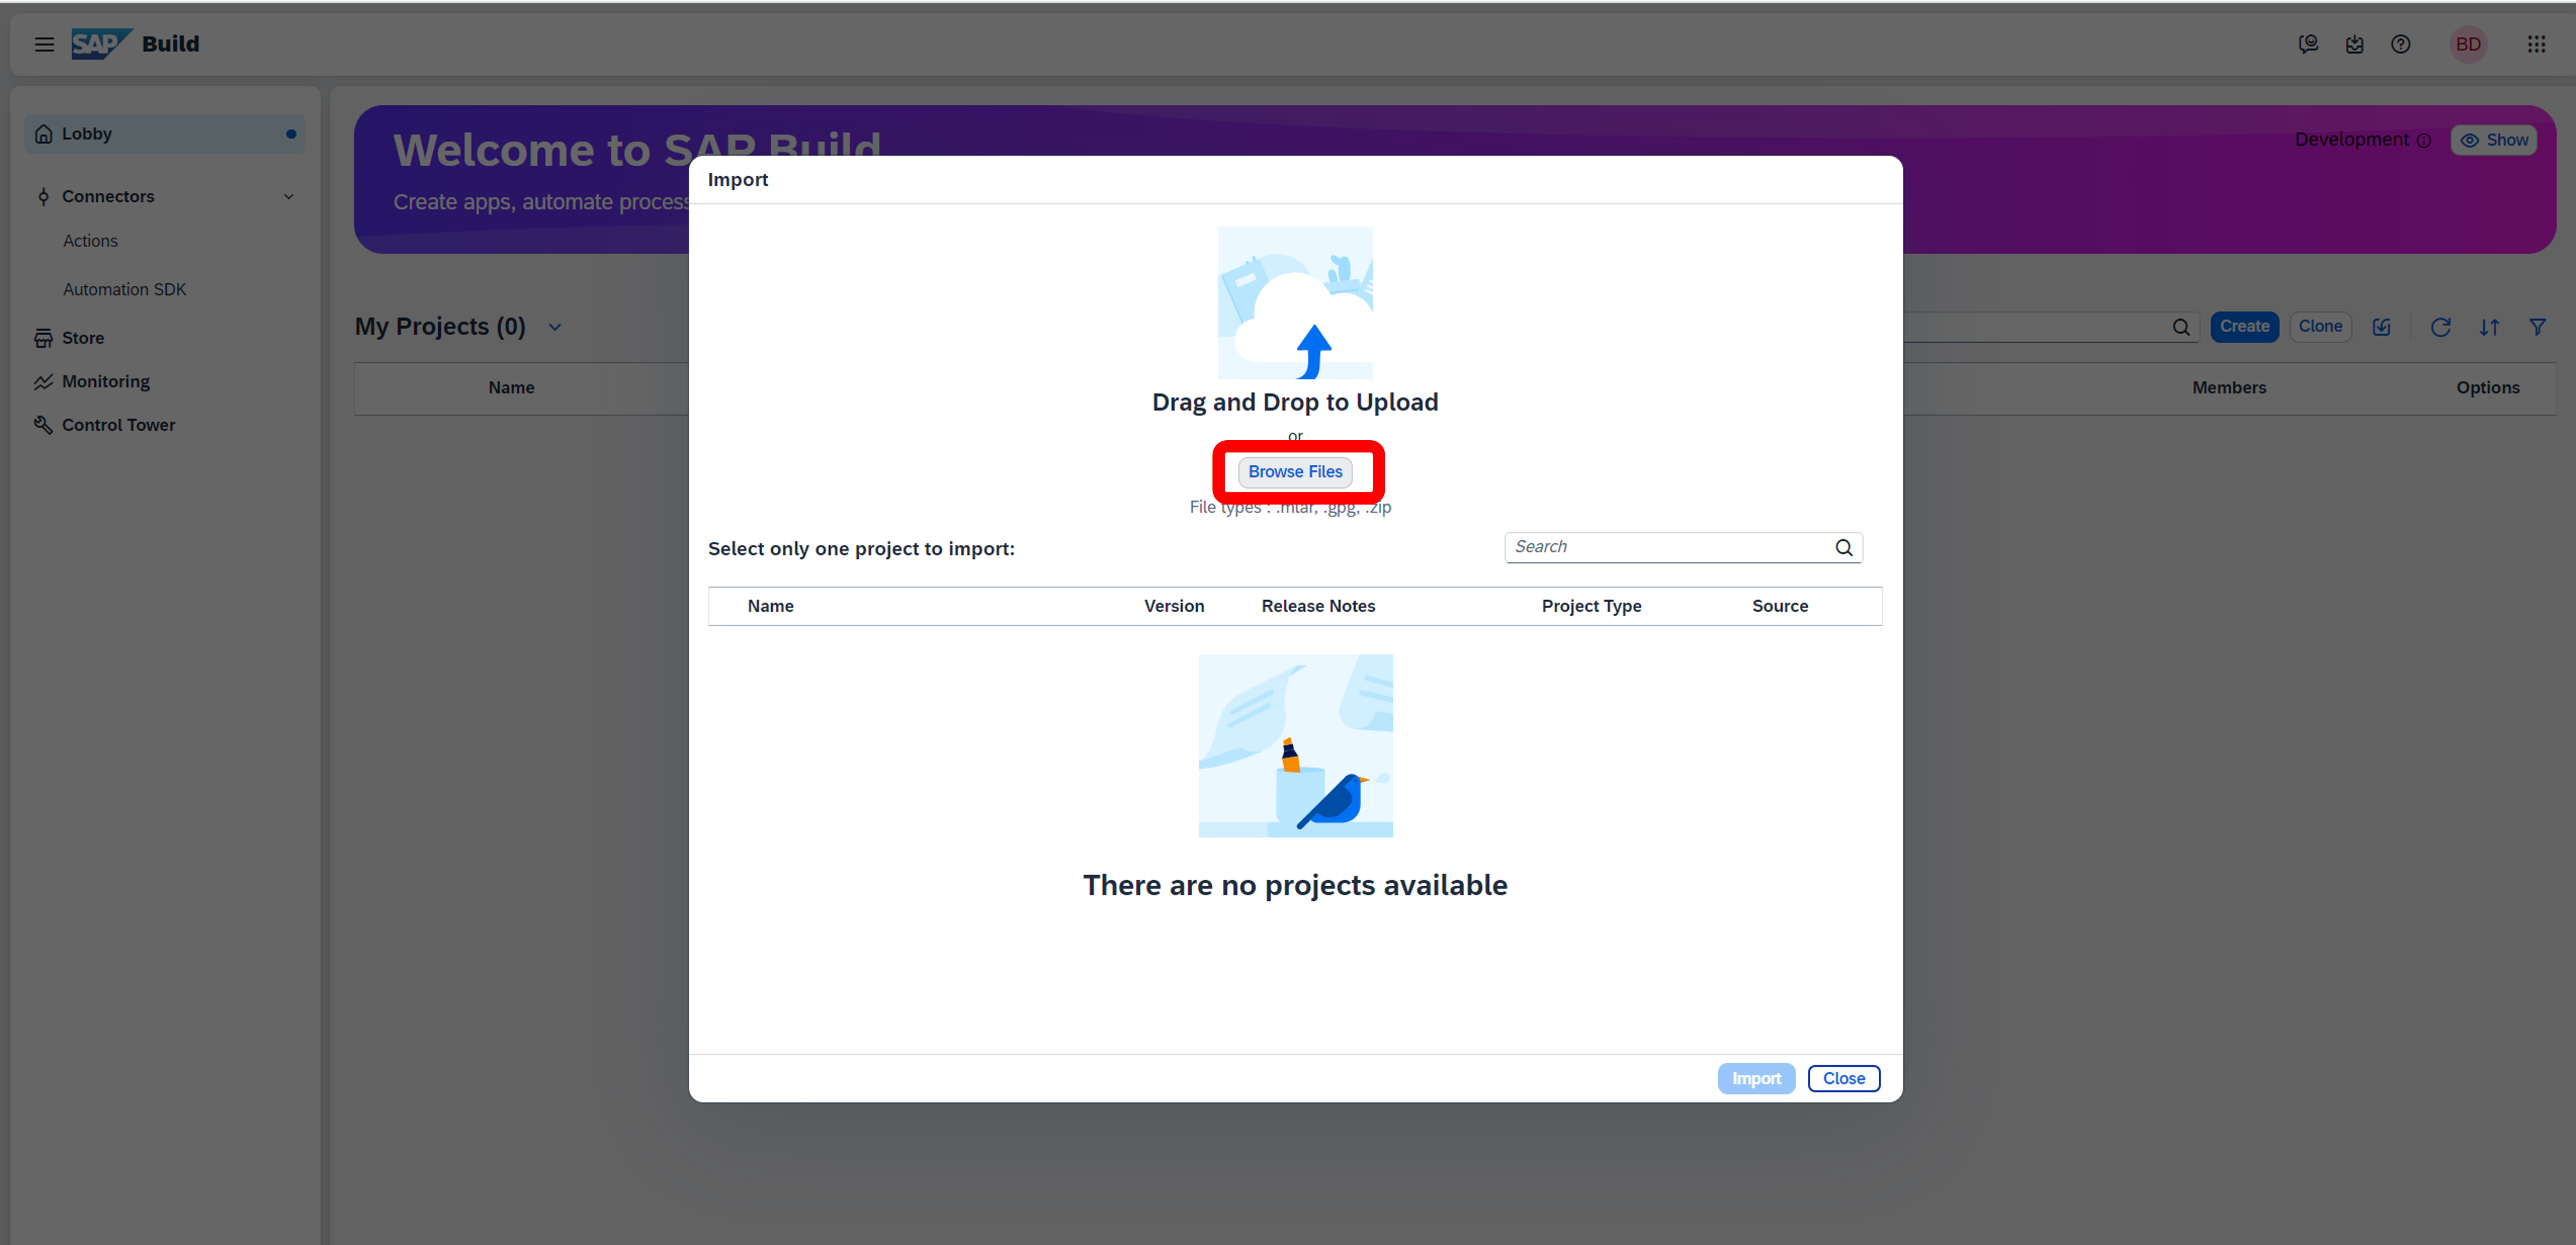 SAP Build
BD
Lobby
Connectors
Actions
Automation SDK
Store
Monitoring
Control Tower
Welcome to SAP Build
Create apps, automate process
Development
Show
My Projects (0)
Create
Clone
Name
Members
Options
Import
Drag and Drop to Upload
or
Browse Files
File types : .mtar, .gpg, .zip
Select only one project to import:
Search
Name Version Release Notes Project Type Source
There are no projects available
Import
Close